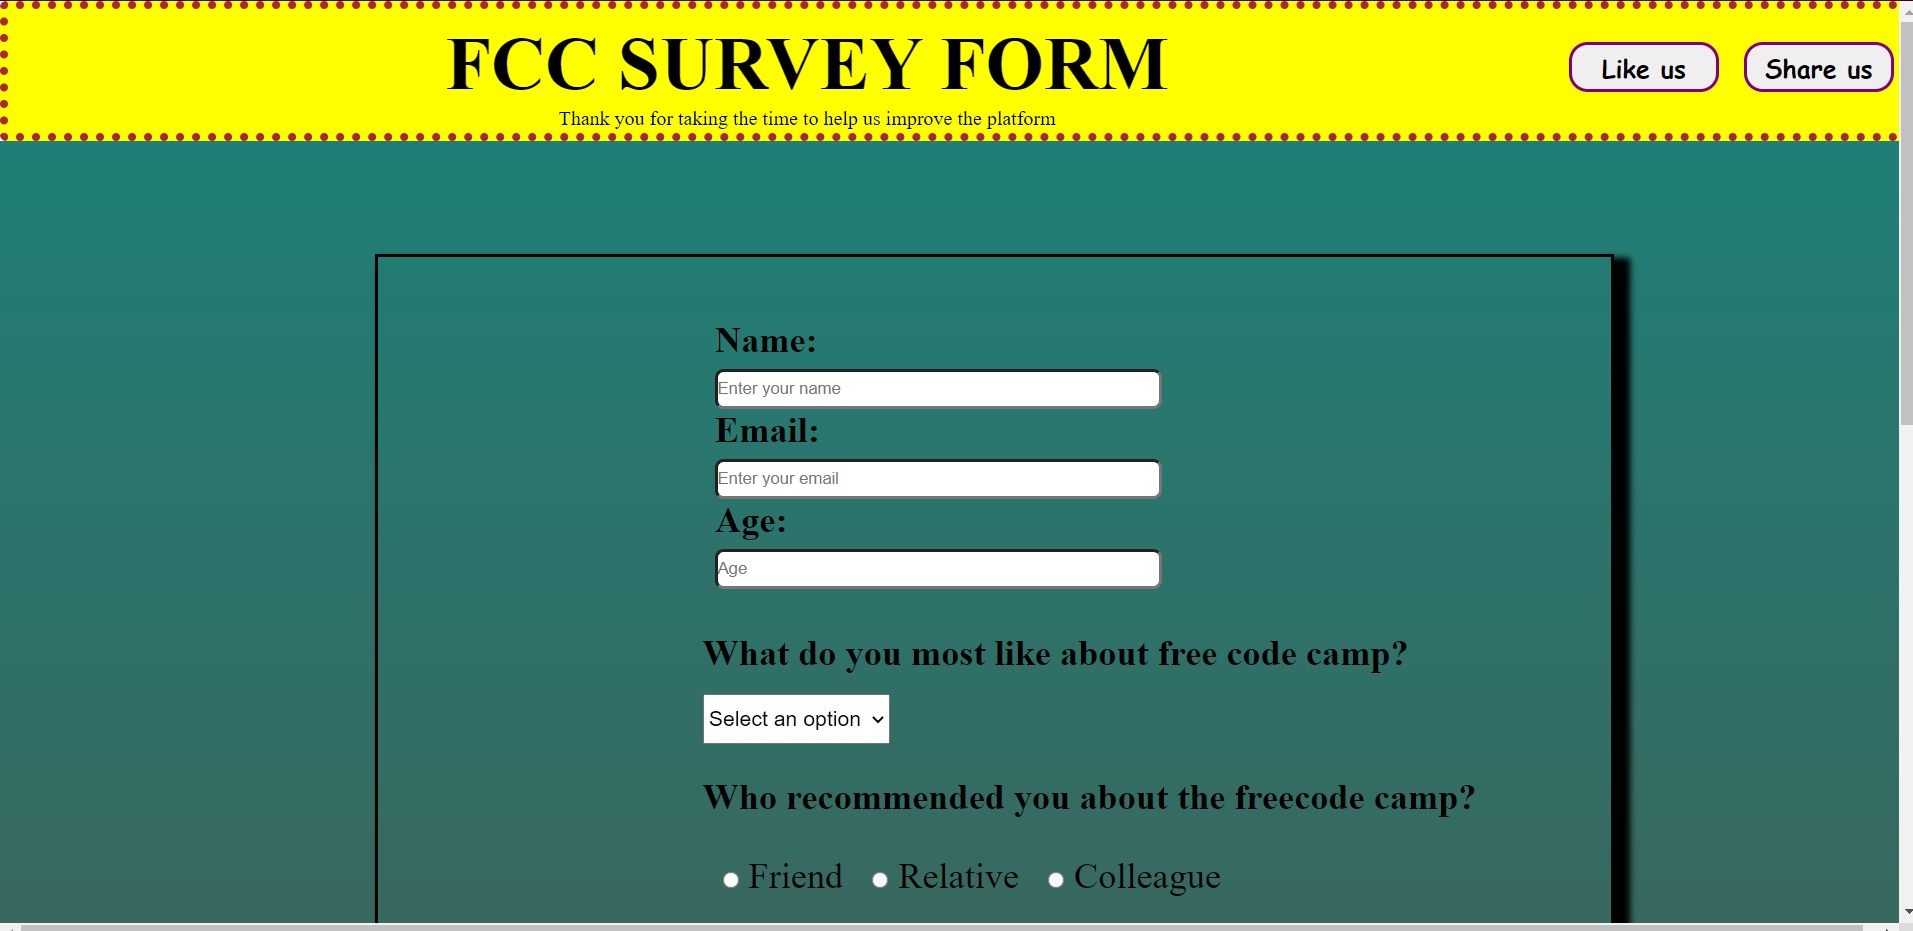 FCC SURVEY FORM
Like us
Share us
Thank you for taking the time to help us improve the platform
Name:
Enter your name
Email:
Enter your email
Age:
Age
What do you most like about free code camp?
Select an option
Who recommended you about the freecode camp?
Friend Relative Colleague